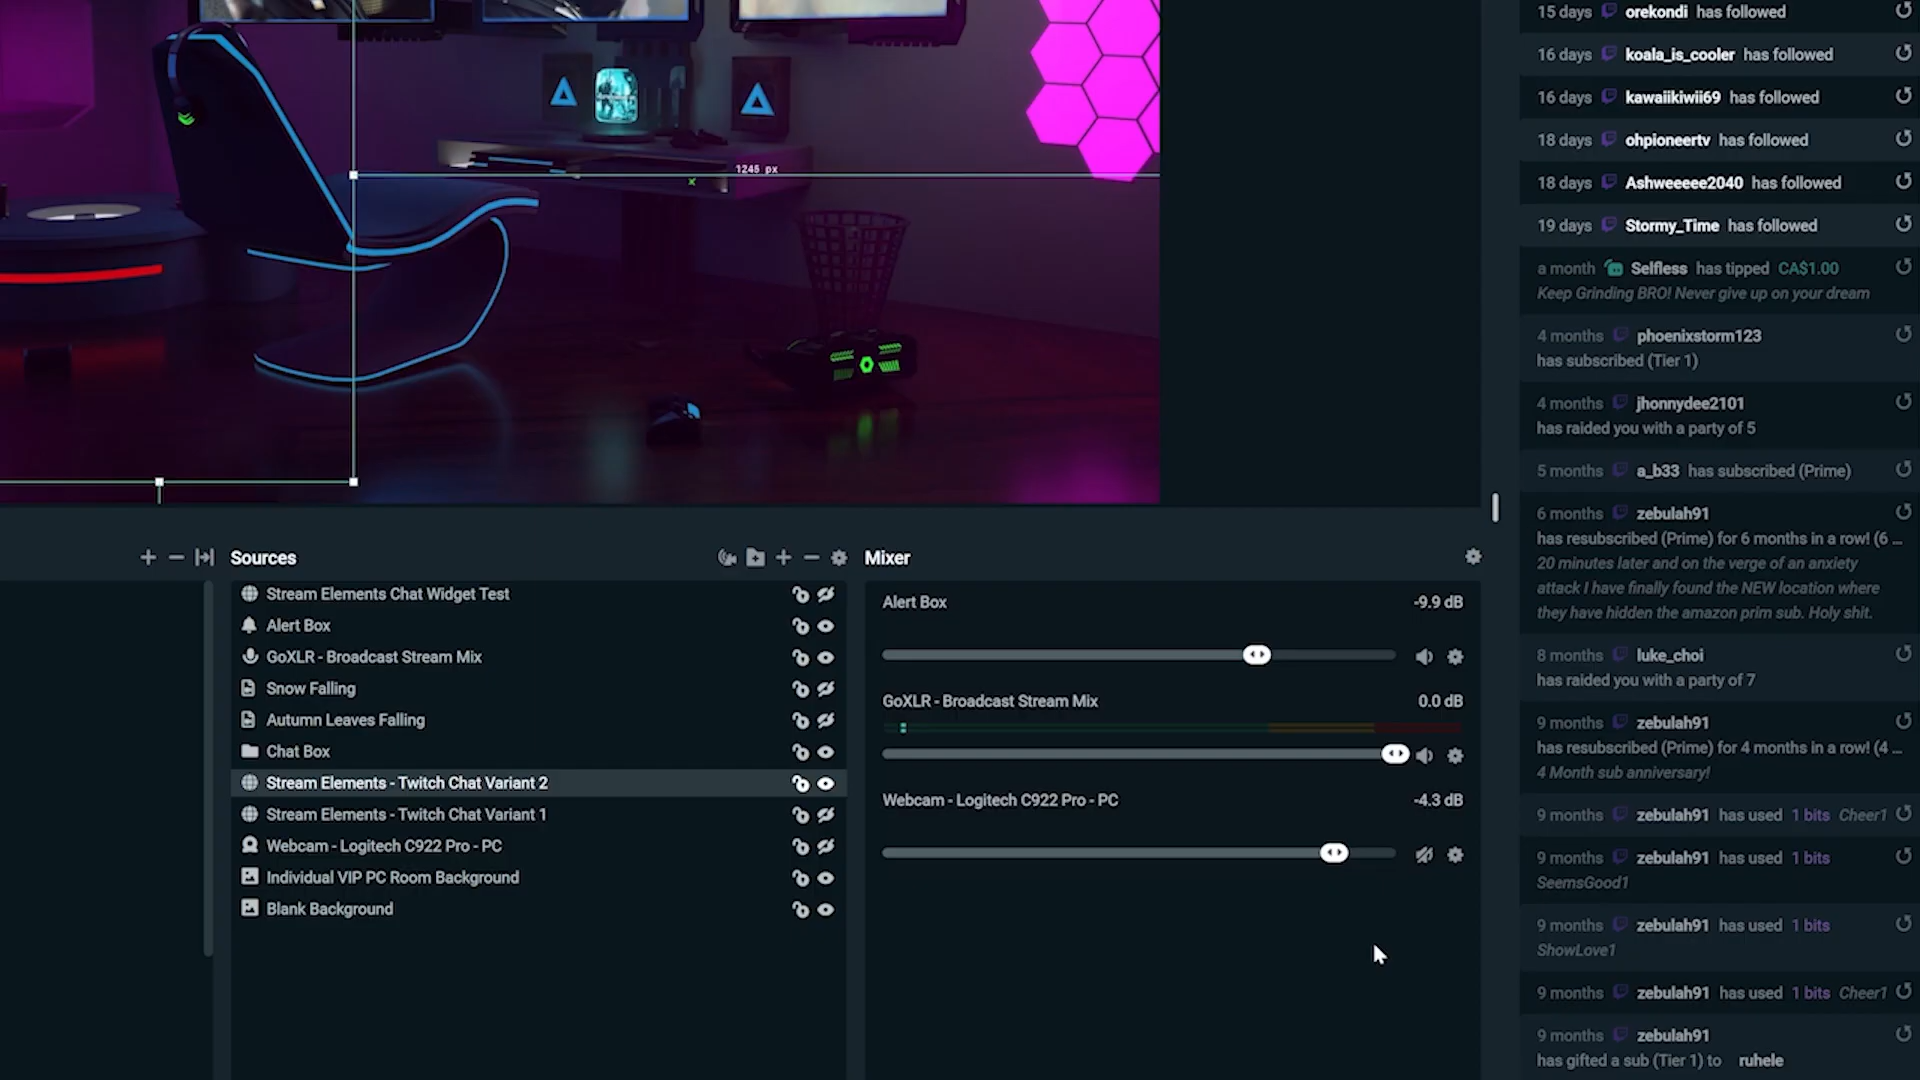 1245 px
Sources
Stream Elements Chat Widget Test
Alert Box
GoXLR - Broadcast Stream Mix
Snow Falling
Autumn Leaves Falling
Chat Box
Stream Elements - Twitch Chat Variant 2
Stream Elements - Twitch Chat Variant 1
Webcam - Logitech C922 Pro - PC
Individual VIP PC Room Background
Blank Background
Mixer
Alert Box -9.9 dB
GoXLR - Broadcast Stream Mix 0.0 dB
Webcam - Logitech C922 Pro - PC -4.3 dB
15 days orekondi has followed
16 days koala_is_cooler has followed
16 days kawaiikiwii69 has followed
18 days ohpioneertv has followed
18 days Ashweeeee2040 has followed
19 days Stormy_Time has followed
a month Selfless has tipped CA$1.00
Keep Grinding BRO! Never give up on your dream
4 months phoenixstorm123
has subscribed (Tier 1)
4 months jhonnydee2101
has raided you with a party of 5
5 months a_b33 has subscribed (Prime)
6 months zebulah91
has resubscribed (Prime) for 6 months in a row! (6 ...
20 minutes later and on the verge of an anxiety
attack I have finally found the NEW location where
they have hidden the amazon prim sub. Holy shit.
8 months luke_choi
has raided you with a party of 7
9 months zebulah91
has resubscribed (Prime) for 4 months in a row! (4 ...
4 Month sub anniversary!
9 months zebulah91 has used 1 bits Cheer1
9 months zebulah91 has used 1 bits
SeemsGood1
9 months zebulah91 has used 1 bits
ShowLove1
9 months zebulah91 has used 1 bits Cheer1
9 months zebulah91
has gifted a sub (Tier 1) to ruhele